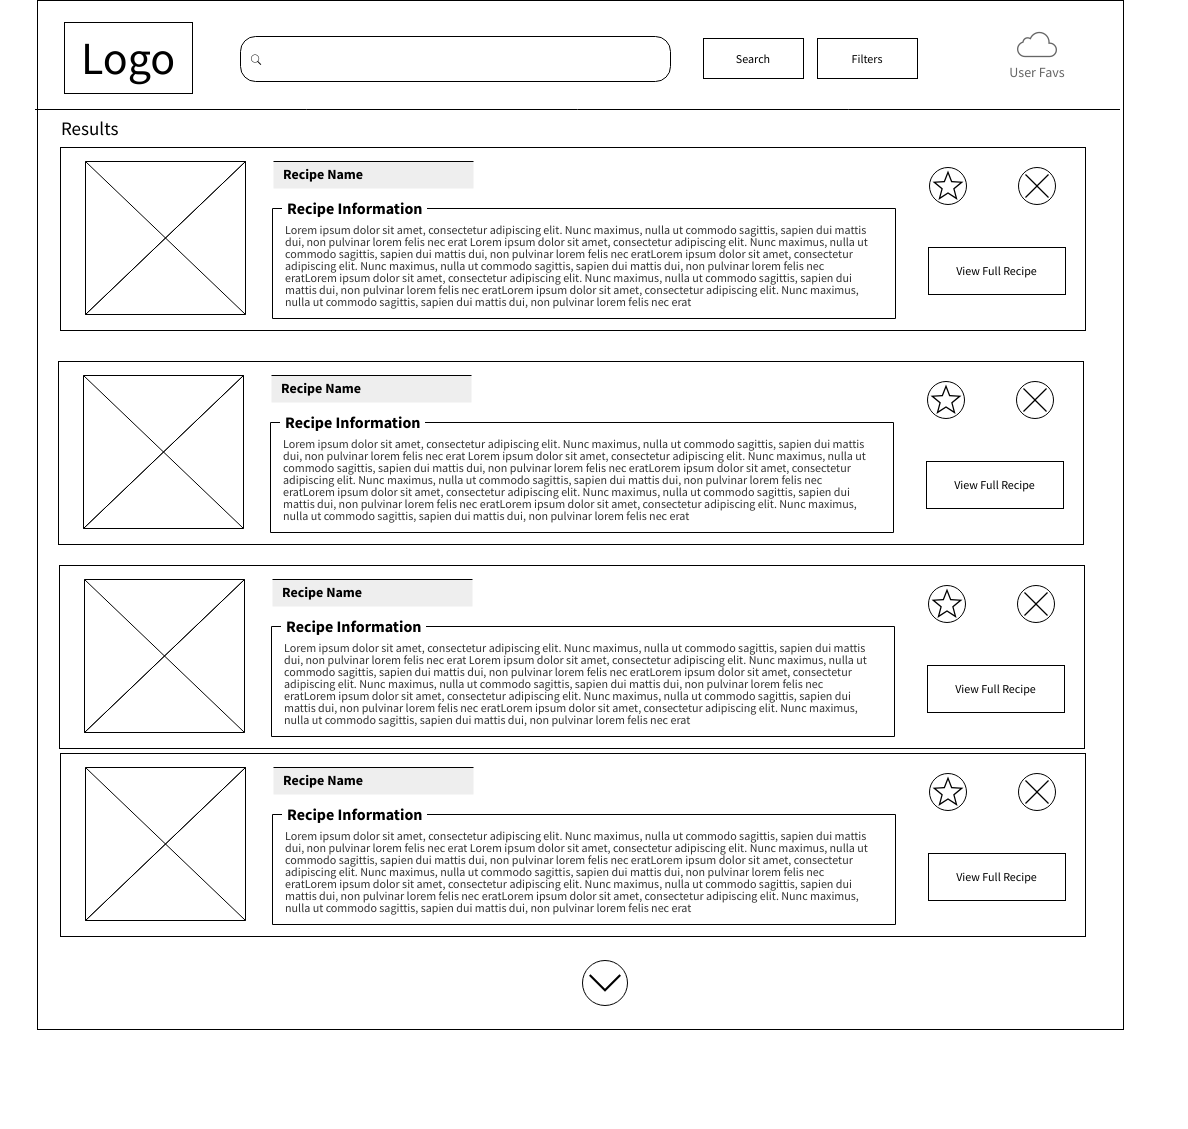 Logo
Search
Filters
User Favs
Results
Recipe Name
Recipe Information
Lorem ipsum dolor sit amet, consectetur adipiscing elit. Nunc maximus, nulla ut commodo sagittis, sapien dui mattis
dui, non pulvinar lorem felis nec erat Lorem ipsum dolor sit amet, consectetur adipiscing elit. Nunc maximus, nulla ut
commodo sagittis, sapien dui mattis dui, non pulvinar lorem felis nec eratLorem ipsum dolor sit amet, consectetur
adipiscing elit. Nunc maximus, nulla ut commodo sagittis, sapien dui mattis dui, non pulvinar lorem felis nec
eratLorem ipsum dolor sit amet, consectetur adipiscing elit. Nunc maximus, nulla ut commodo sagittis, sapien dui
mattis dui, non pulvinar lorem felis nec eratLorem ipsum dolor sit amet, consectetur adipiscing elit. Nunc maximus,
nulla ut commodo sagittis, sapien dui mattis dui, non pulvinar lorem felis nec erat
View Full Recipe
Recipe Name
Recipe Information
Lorem ipsum dolor sit amet, consectetur adipiscing elit. Nunc maximus, nulla ut commodo sagittis, sapien dui mattis
dui, non pulvinar lorem felis nec erat Lorem ipsum dolor sit amet, consectetur adipiscing elit. Nunc maximus, nulla ut
commodo sagittis, sapien dui mattis dui, non pulvinar lorem felis nec eratLorem ipsum dolor sit amet, consectetur
adipiscing elit. Nunc maximus, nulla ut commodo sagittis, sapien dui mattis dui, non pulvinar lorem felis nec
eratLorem ipsum dolor sit amet, consectetur adipiscing elit. Nunc maximus, nulla ut commodo sagittis, sapien dui
mattis dui, non pulvinar lorem felis nec eratLorem ipsum dolor sit amet, consectetur adipiscing elit. Nunc maximus,
nulla ut commodo sagittis, sapien dui mattis dui, non pulvinar lorem felis nec erat
View Full Recipe
Recipe Name
Recipe Information
Lorem ipsum dolor sit amet, consectetur adipiscing elit. Nunc maximus, nulla ut commodo sagittis, sapien dui mattis
dui, non pulvinar lorem felis nec erat Lorem ipsum dolor sit amet, consectetur adipiscing elit. Nunc maximus, nulla ut
commodo sagittis, sapien dui mattis dui, non pulvinar lorem felis nec eratLorem ipsum dolor sit amet, consectetur
adipiscing elit. Nunc maximus, nulla ut commodo sagittis, sapien dui mattis dui, non pulvinar lorem felis nec
eratLorem ipsum dolor sit amet, consectetur adipiscing elit. Nunc maximus, nulla ut commodo sagittis, sapien dui
mattis dui, non pulvinar lorem felis nec eratLorem ipsum dolor sit amet, consectetur adipiscing elit. Nunc maximus,
nulla ut commodo sagittis, sapien dui mattis dui, non pulvinar lorem felis nec erat
View Full Recipe
Recipe Name
Recipe Information
Lorem ipsum dolor sit amet, consectetur adipiscing elit. Nunc maximus, nulla ut commodo sagittis, sapien dui mattis
dui, non pulvinar lorem felis nec erat Lorem ipsum dolor sit amet, consectetur adipiscing elit. Nunc maximus, nulla ut
commodo sagittis, sapien dui mattis dui, non pulvinar lorem felis nec eratLorem ipsum dolor sit amet, consectetur
adipiscing elit. Nunc maximus, nulla ut commodo sagittis, sapien dui mattis dui, non pulvinar lorem felis nec
eratLorem ipsum dolor sit amet, consectetur adipiscing elit. Nunc maximus, nulla ut commodo sagittis, sapien dui
mattis dui, non pulvinar lorem felis nec eratLorem ipsum dolor sit amet, consectetur adipiscing elit. Nunc maximus,
nulla ut commodo sagittis, sapien dui mattis dui, non pulvinar lorem felis nec erat
View Full Recipe